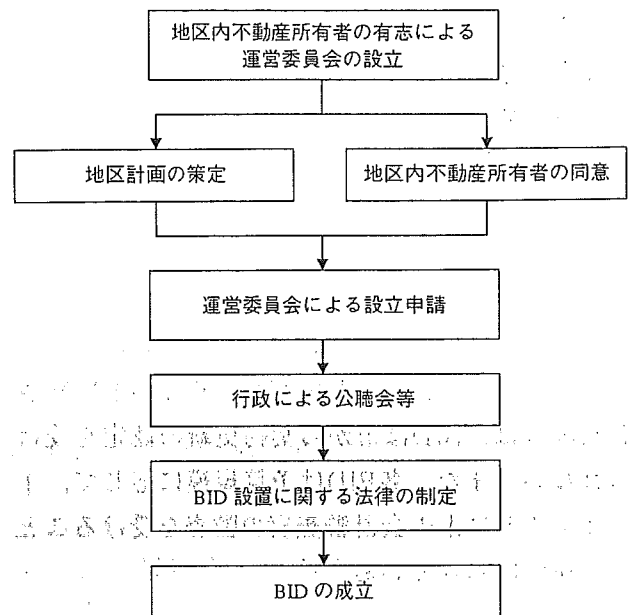 地区内不動産所有者の有志による
運営委員会の設立
地区計画の策定
地区内不動産所有者の同意
運営委員会による設立申請
行政による公聴会等
BID 設置に関する法律の制定
BID の成立